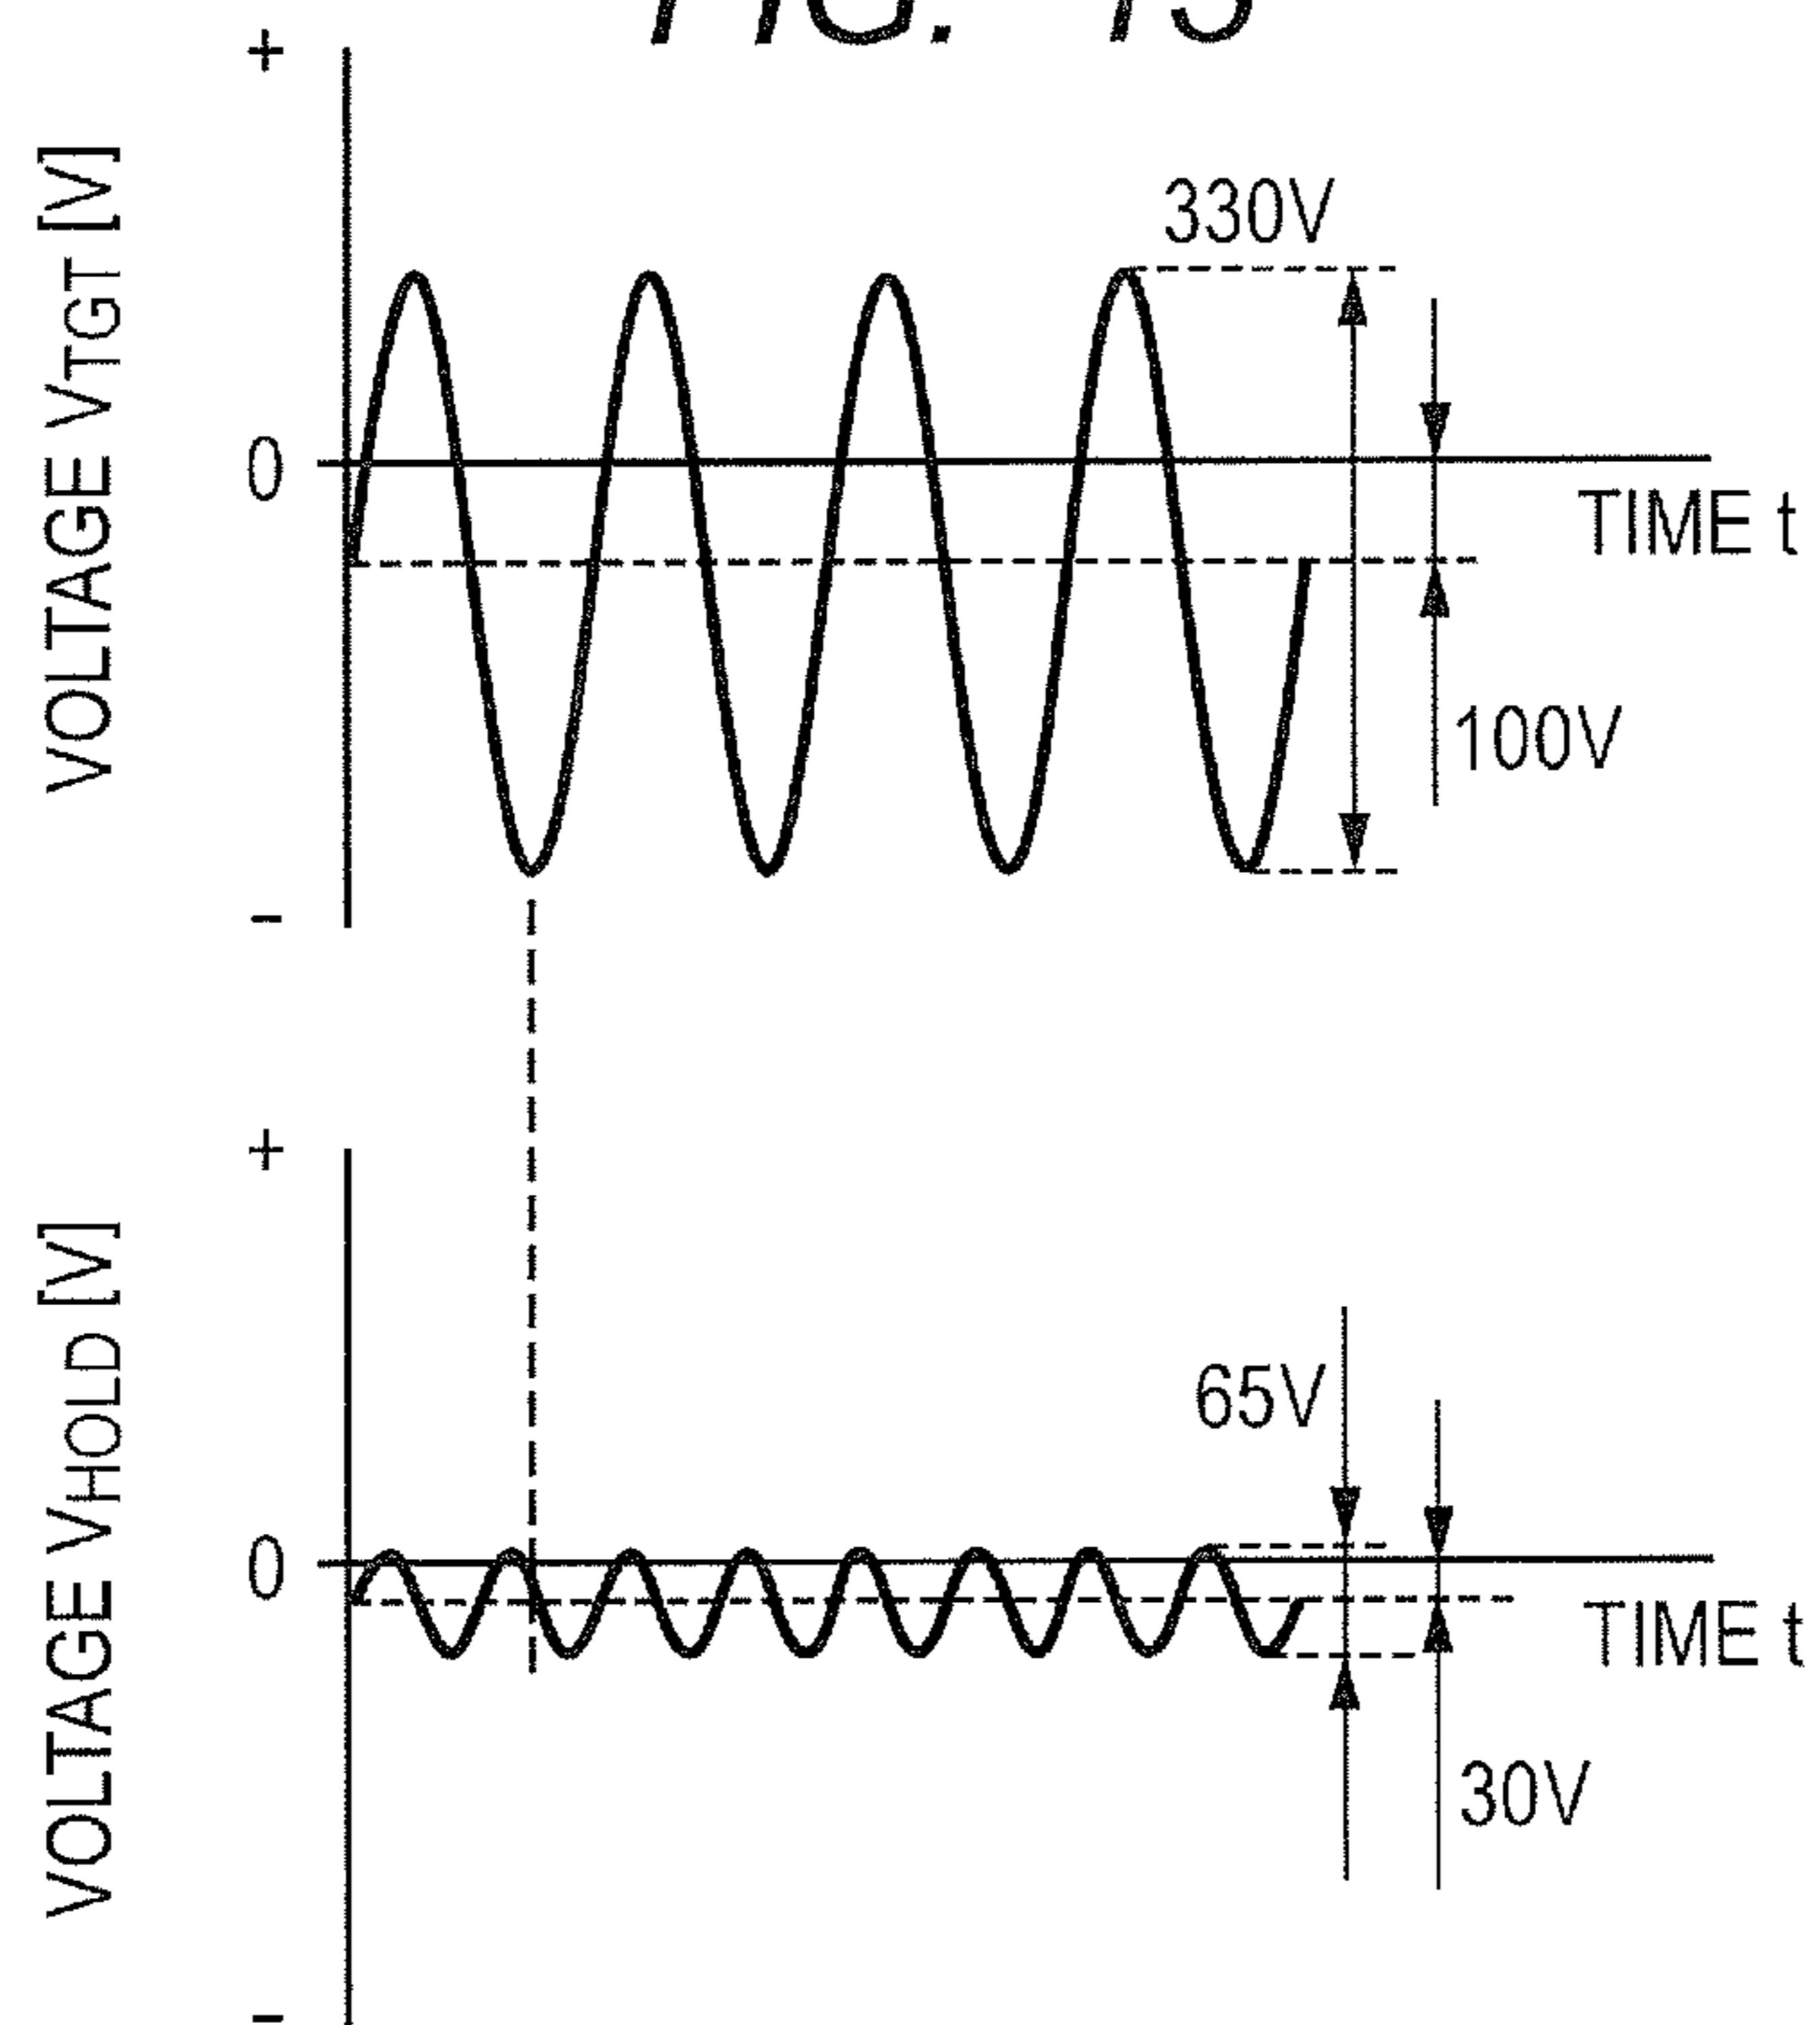 +
VOLTAGE VTGT [V]
330V
0
TIME t
100V
-
+
VOLTAGE VHOLD [V]
65V
0
TIME t
30V
-